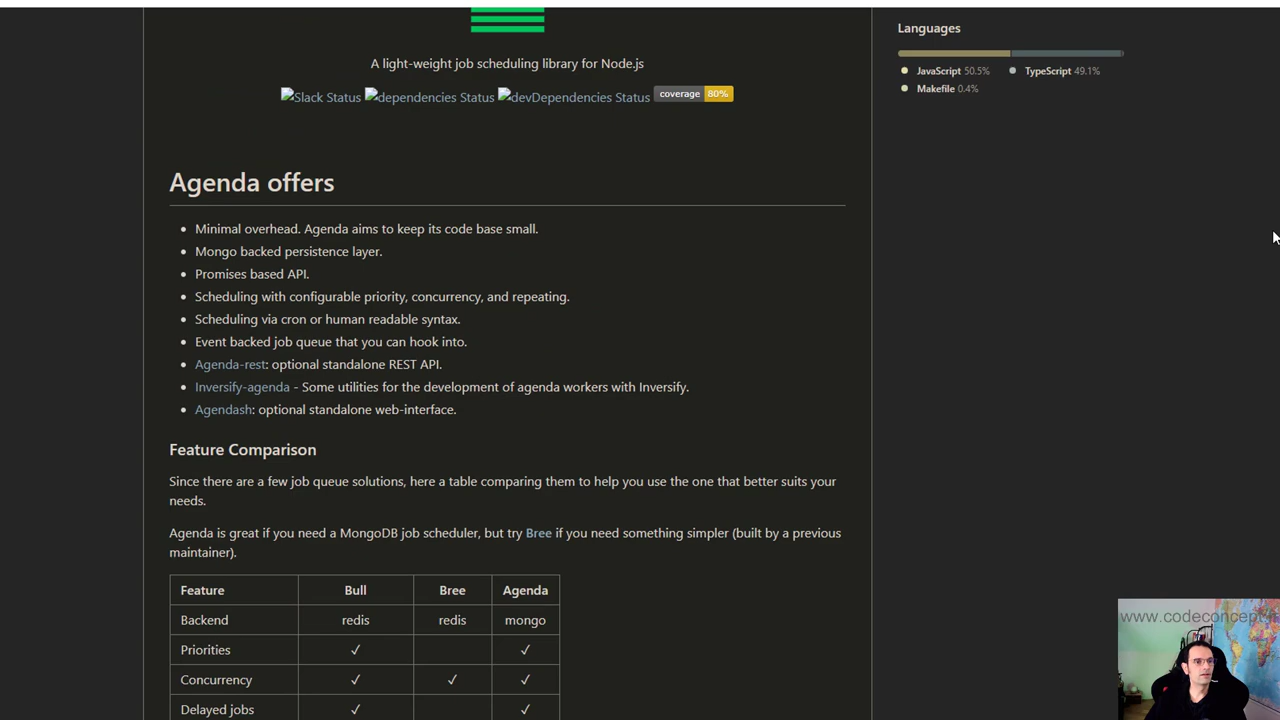 A light-weight job scheduling library for Node.js
Slack Status dependencies Status devDependencies Status coverage 80%
Agenda offers
Minimal overhead. Agenda aims to keep its code base small.
Mongo backed persistence layer.
Promises based API.
Scheduling with configurable priority, concurrency, and repeating.
Scheduling via cron or human readable syntax.
Event backed job queue that you can hook into.
Agenda-rest: optional standalone REST API.
Inversify-agenda - Some utilities for the development of agenda workers with Inversify.
Agendash: optional standalone web-interface.
Feature Comparison
Since there are a few job queue solutions, here a table comparing them to help you use the one that better suits your
needs.
Agenda is great if you need a MongoDB job scheduler, but try Bree if you need something simpler (built by a previous
maintainer).
Feature Bull Bree Agenda
Backend redis redis mongo
Priorities ✓ ✓
Concurrency ✓ ✓ ✓
Delayed jobs ✓ ✓
Languages
JavaScript 50.5% TypeScript 49.1%
Makefile 0.4%